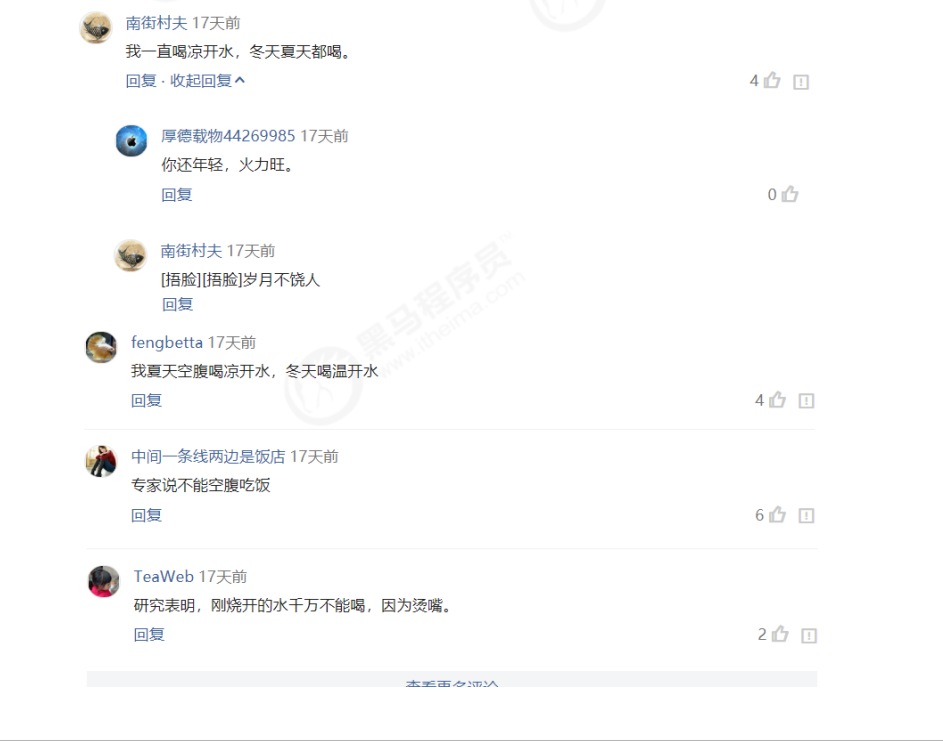 南街村夫 17天前
我一直喝凉开水，冬天夏天都喝。
回复 · 收起回复
4
厚德载物44269985 17天前
你还年轻，火力旺。
回复
0
南街村夫 17天前
[捂脸][捂脸]岁月不饶人
回复
黑马程序员
www.itheima.com
fengbetta 17天前
我夏天空腹喝凉开水，冬天喝温开水
回复
4
中间一条线两边是饭店 17天前
专家说不能空腹吃饭
回复
6
TeaWeb 17天前
研究表明，刚烧开的水千万不能喝，因为烫嘴。
回复
2
查看更多评论